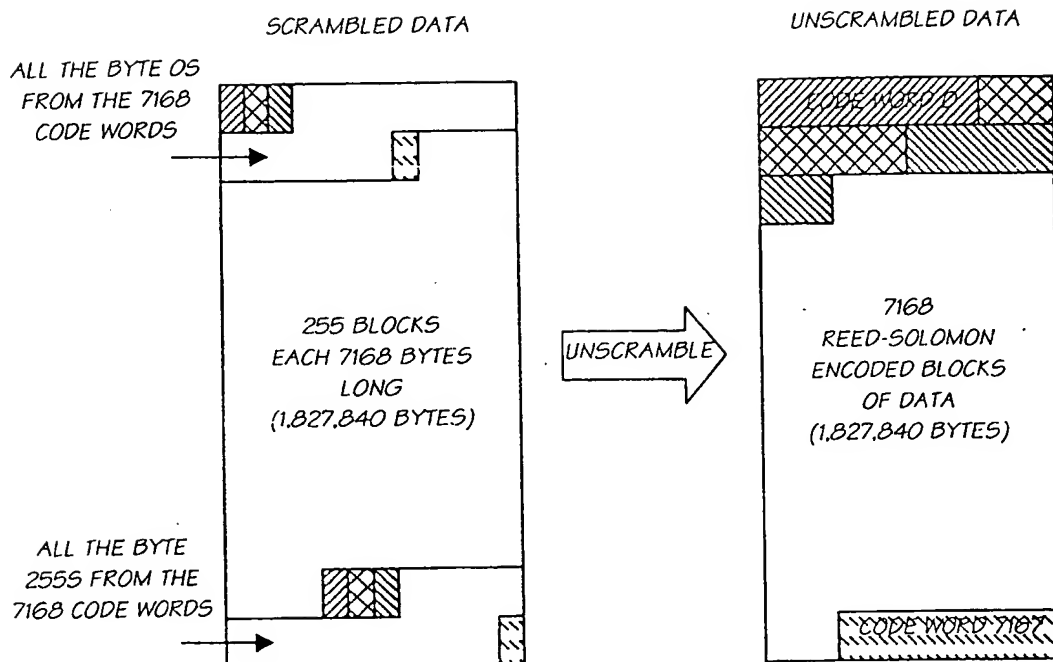 SCRAMBLED DATA
UNSCRAMBLED DATA
ALL THE BYTE 0S
FROM THE 7168
CODE WORDS
CODE WORD 0
255 BLOCKS
EACH 7168 BYTES
LONG
(1,827,840 BYTES)
UNSCRAMBLE
7168
REED-SOLOMON
ENCODED BLOCKS
OF DATA
(1,827,840 BYTES)
ALL THE BYTE
255S FROM THE
7168 CODE WORDS
CODE WORD 7167